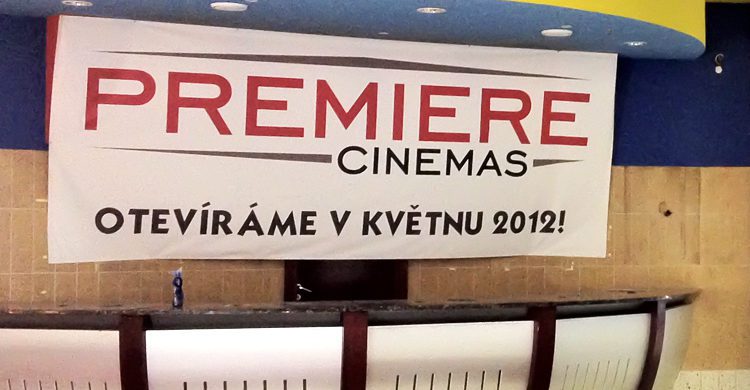 PREMIERE
CINEMAS
OTEVÍRÁME V KVĚTNU 2012!